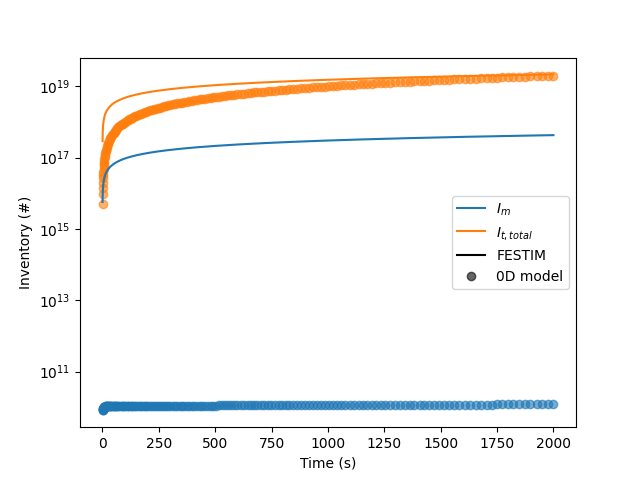 Inventory (#)
10^19
10^17
10^15
10^13
10^11
I_m
I_{t, total}
FESTIM
0D model
0 250 500 750 1000 1250 1500 1750 2000
Time (s)